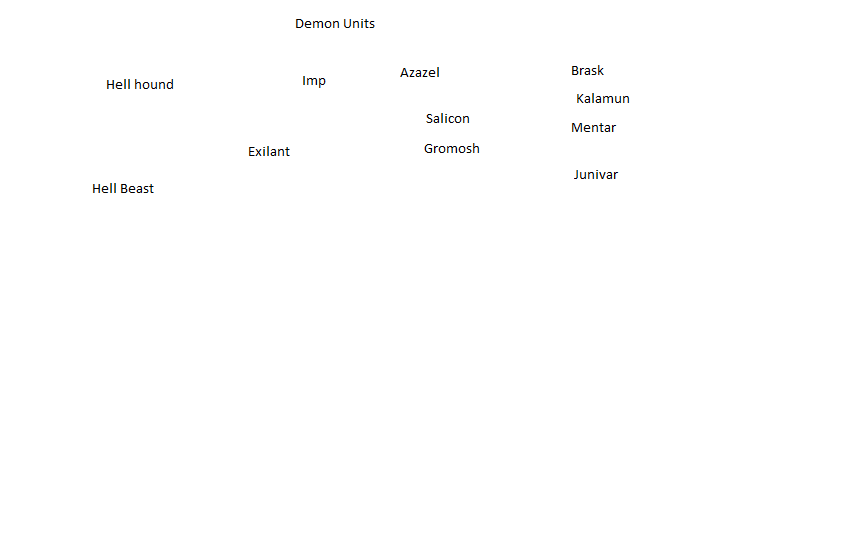 Demon Units
Hell hound
Imp
Azazel
Brask
Kalamun
Salicon
Mentar
Exilant
Gromosh
Junivar
Hell Beast